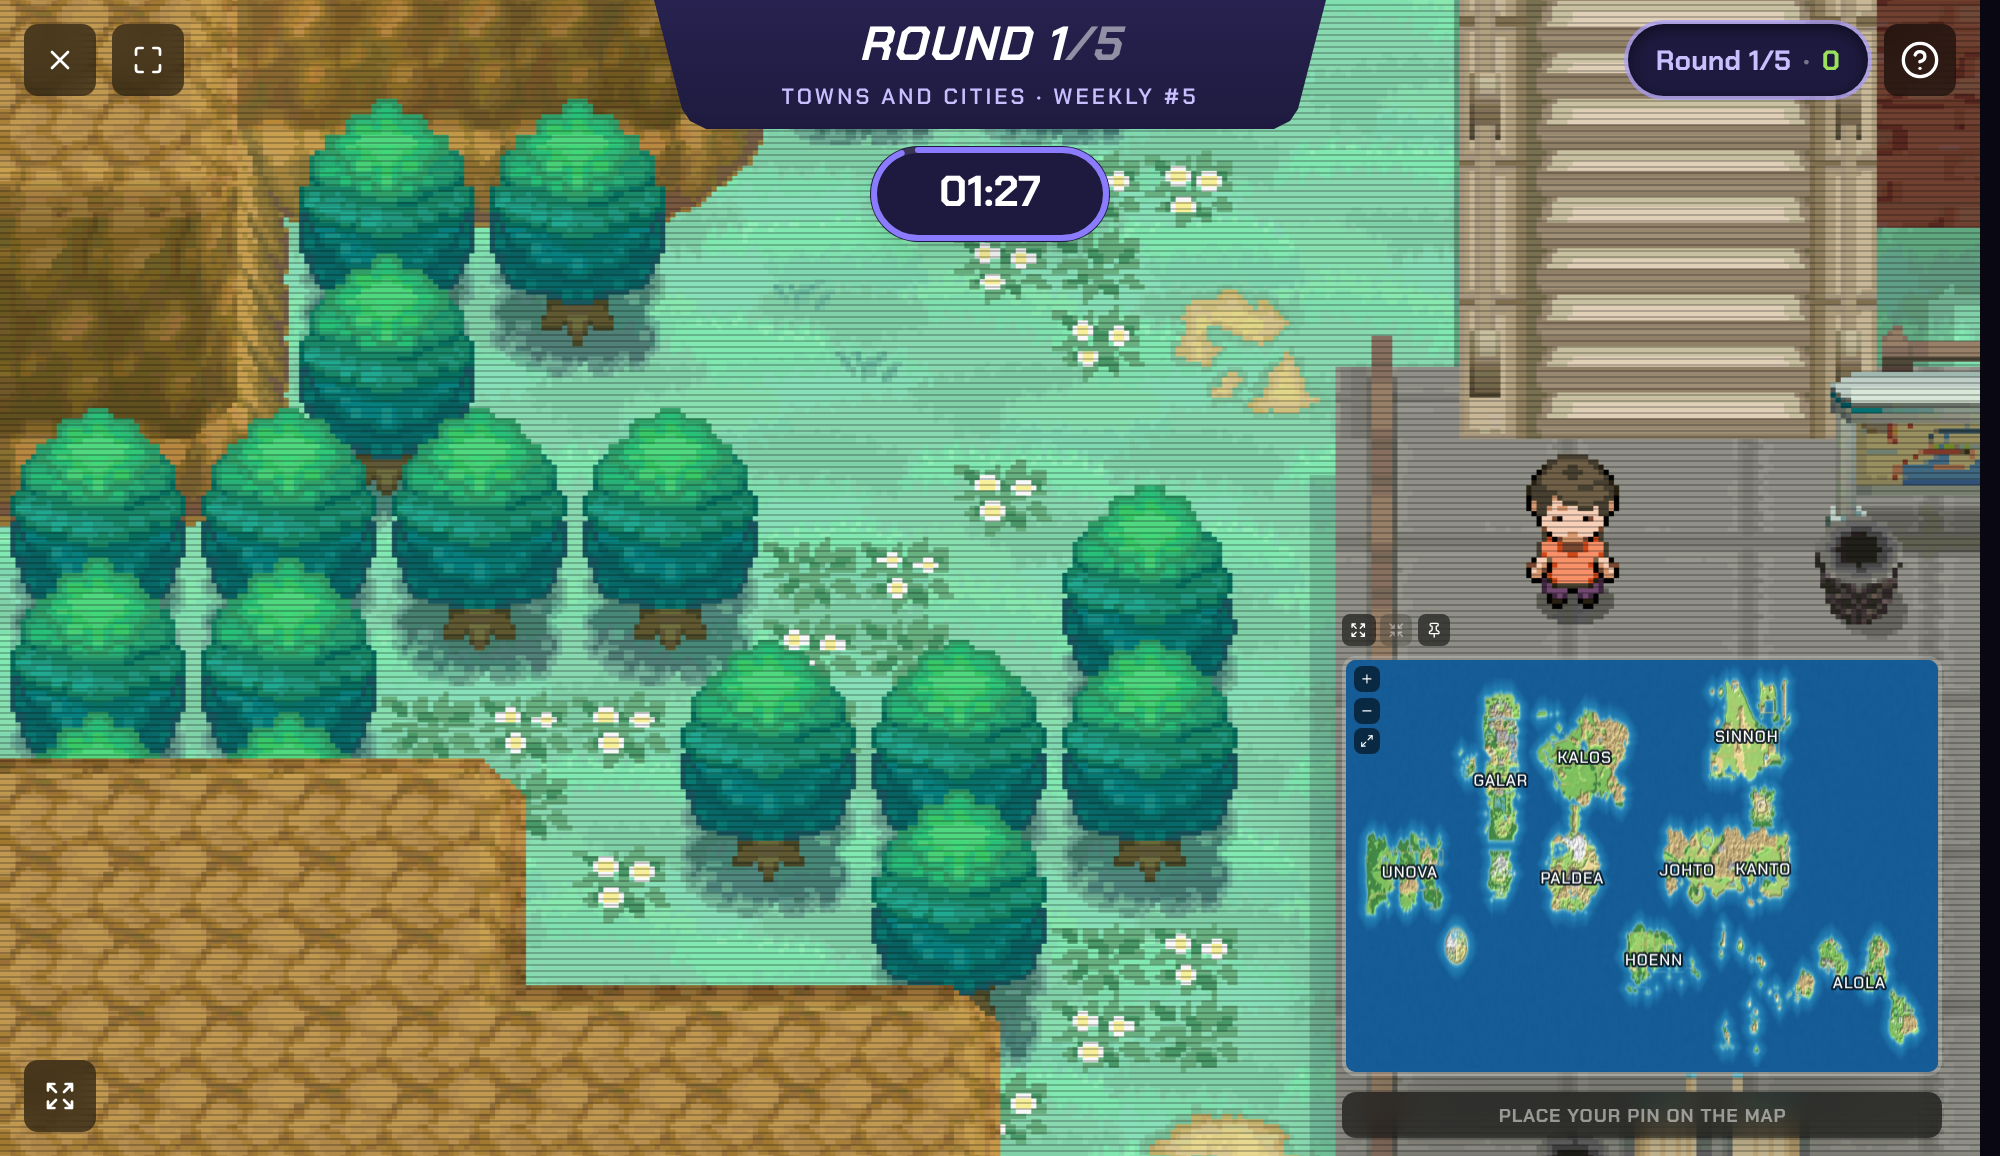 ROUND 1/5
TOWNS AND CITIES · WEEKLY #5
Round 1/5 · 0
01:27
SINNOH
KALOS
GALAR
UNOVA
PALDEA
JOHTO
KANTO
HOENN
ALOLA
PLACE YOUR PIN ON THE MAP